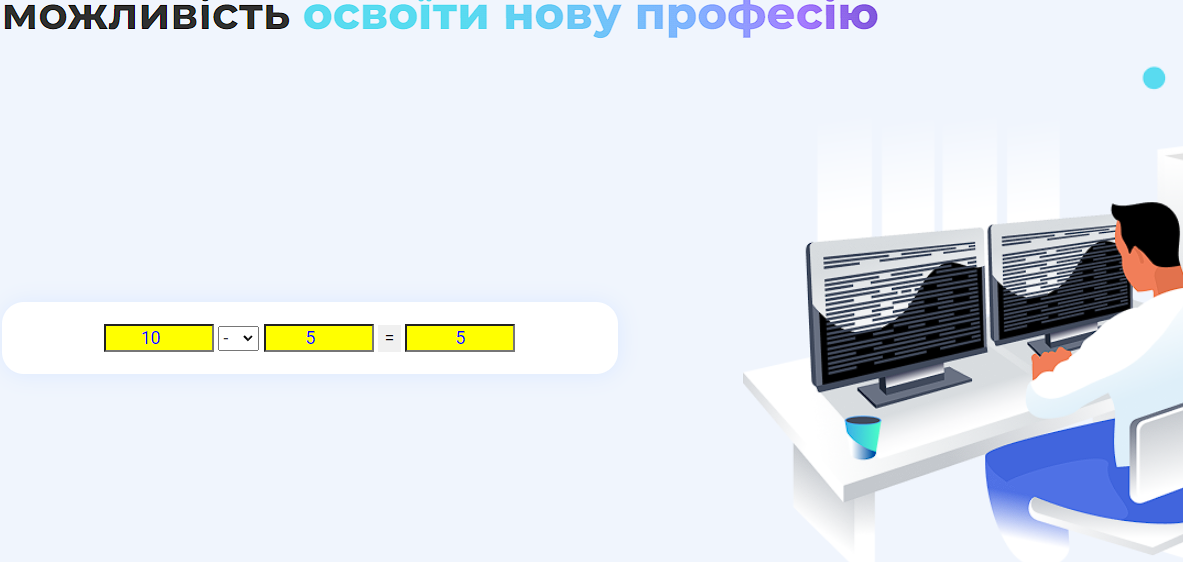 можливість освоїти нову професію
10 - 5 = 5